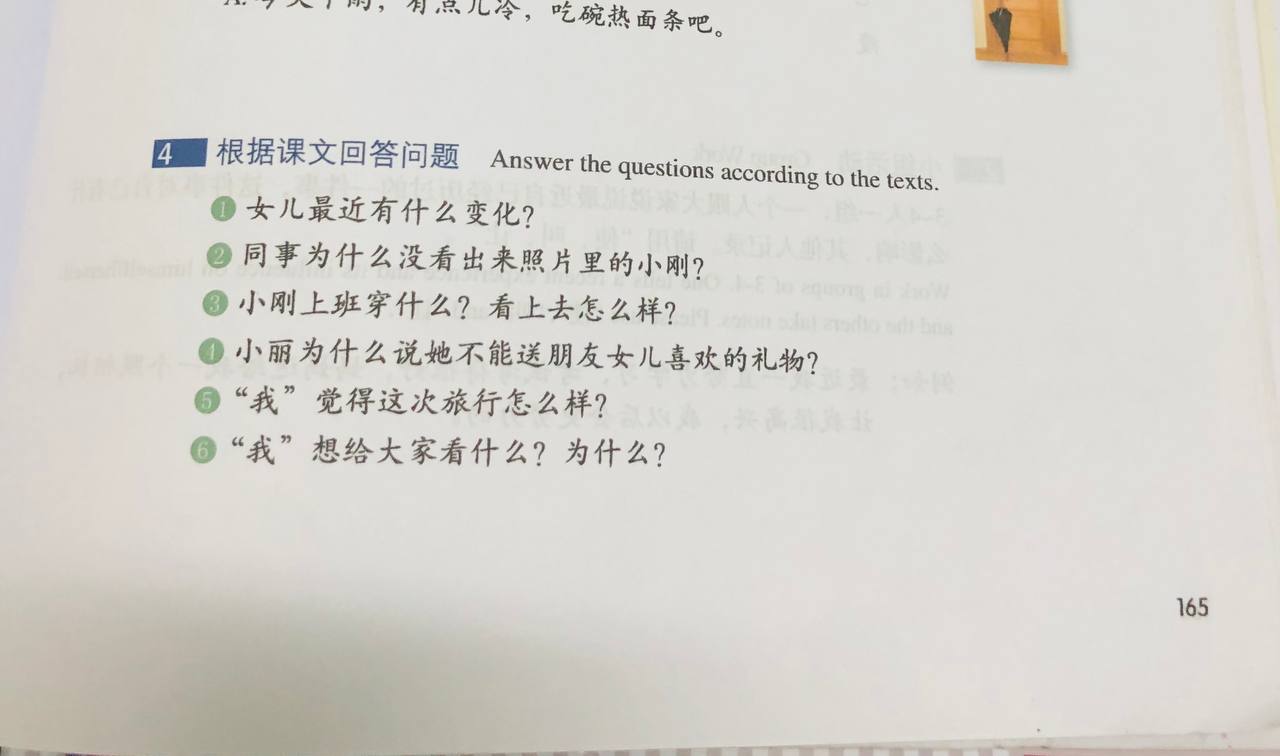 有点儿冷，吃碗热面条吧。
4 根据课文回答问题 Answer the questions according to the texts.
1 女儿最近有什么变化？
2 同事为什么没看出来照片里的小刚？
3 小刚上班穿什么？看上去怎么样？
4 小丽为什么说她不能送朋友女儿喜欢的礼物？
5 “我”觉得这次旅行怎么样？
6 “我”想给大家看什么？为什么？
165